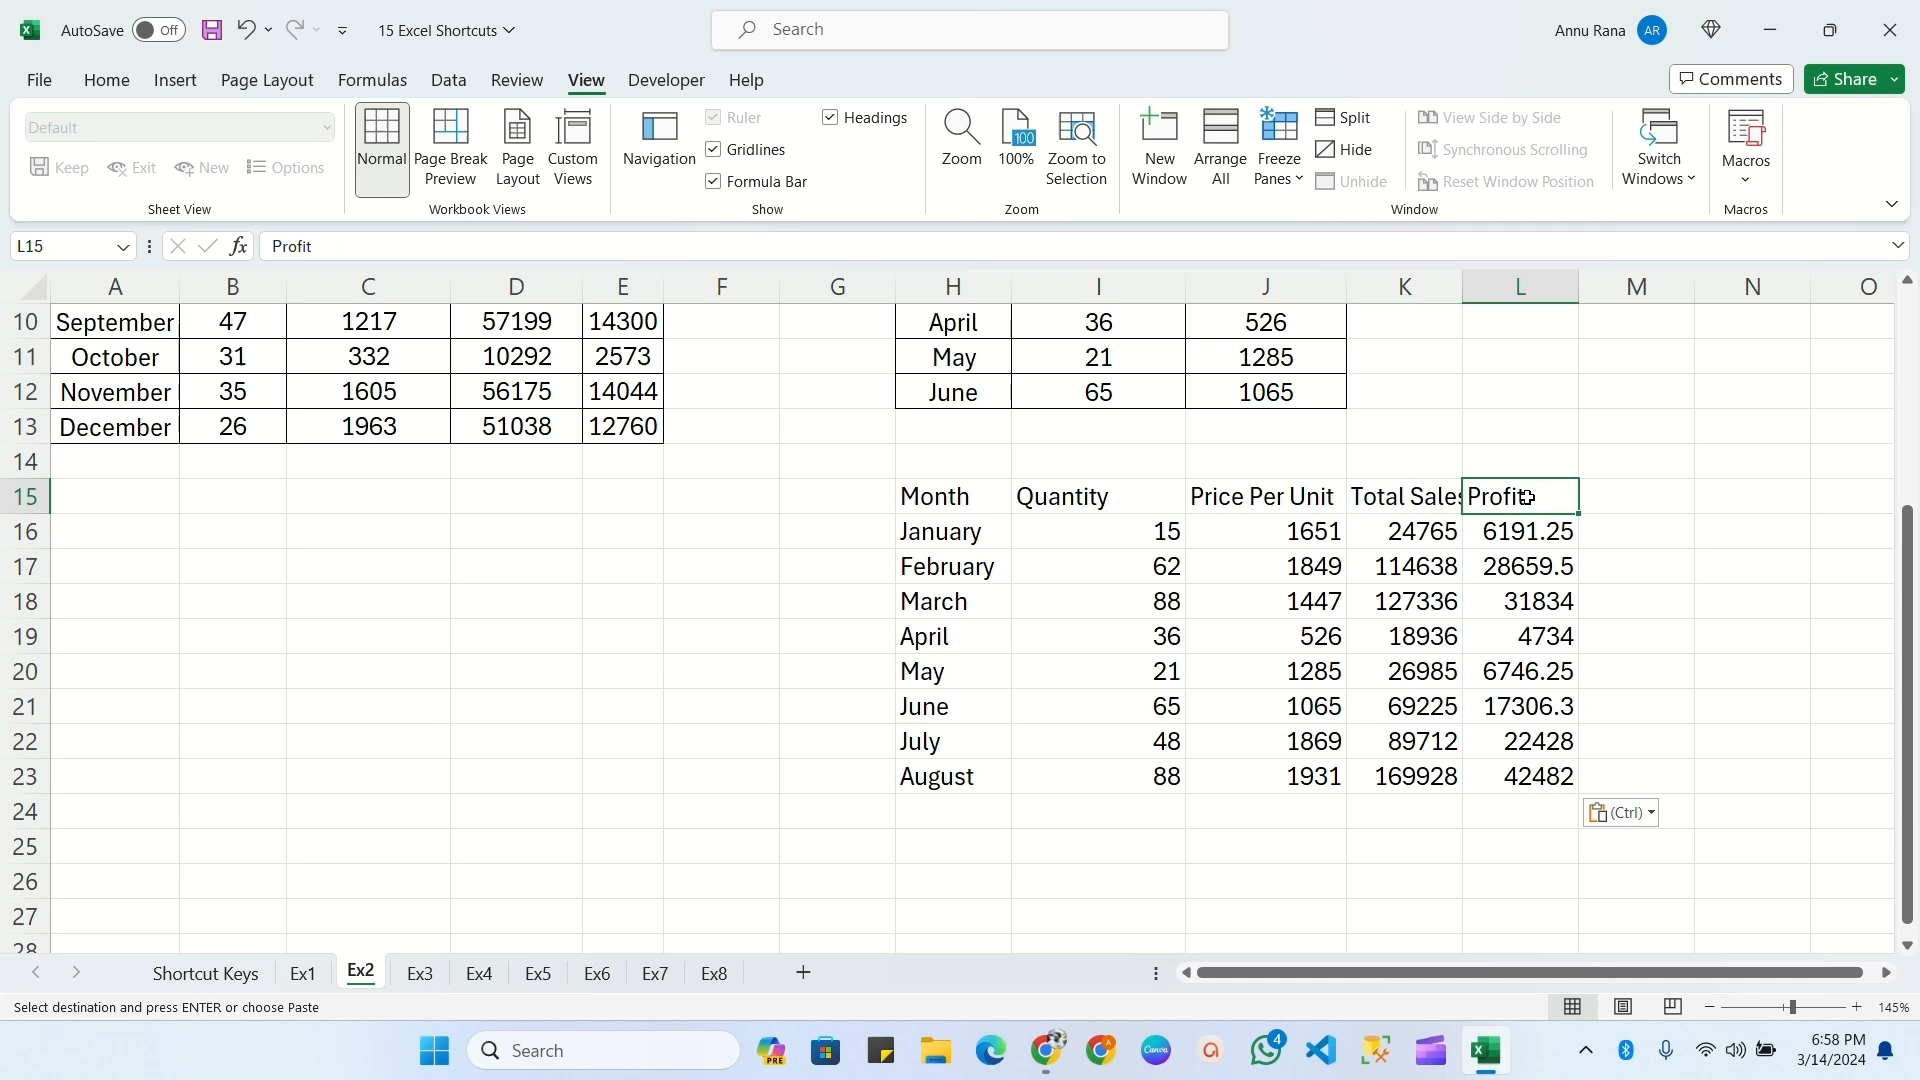 AutoSave Off 15 Excel Shortcuts Search Annu Rana AR
File Home Insert Page Layout Formulas Data Review View Developer Help Comments Share
Default
Keep Exit New Options
Sheet View
Normal Page Break Preview Page Layout Custom Views
Workbook Views
Navigation Ruler Headings
Gridlines
Formula Bar
Show
Zoom 100 100% Zoom to Selection
Zoom
New Window Arrange All Freeze Panes Split
Hide
Unhide
View Side by Side
Synchronous Scrolling
Reset Window Position
Switch Windows
Window
Macros
Macros
L15 fx Profit
A B C D E F G H I J K L M N O
10 September 47 1217 57199 14300 April 36 526
11 October 31 332 10292 2573 May 21 1285
12 November 35 1605 56175 14044 June 65 1065
13 December 26 1963 51038 12760
14
15 Month Quantity Price Per Unit Total Sales Profit
16 January 15 1651 24765 6191.25
17 February 62 1849 114638 28659.5
18 March 88 1447 127336 31834
19 April 36 526 18936 4734
20 May 21 1285 26985 6746.25
21 June 65 1065 69225 17306.3
22 July 48 1869 89712 22428
23 August 88 1931 169928 42482
24 (Ctrl)
25
26
27
28
Shortcut Keys Ex1 Ex2 Ex3 Ex4 Ex5 Ex6 Ex7 Ex8
Select destination and press ENTER or choose Paste 145%
Search PRE Canva 4 6:58 PM
3/14/2024